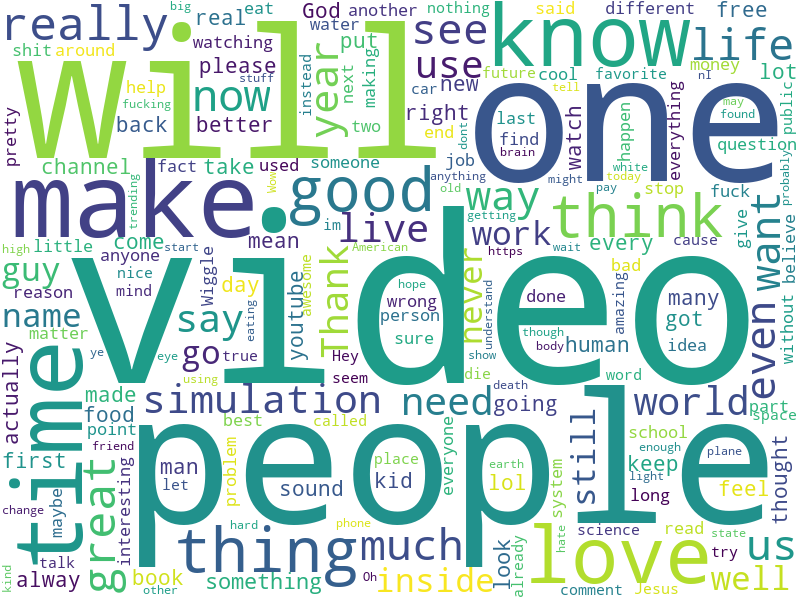 really
shit
around
big
real
eat
God
another
water
nothing
said
different
free
watching
please
instead
year
put
next
making
see
use
know
life
future
cool
favorite
money
nI
lot
car
new
tell
pretty
will
now
help
fucking
stuff
back
better
right
two
end
last
find
brain
one
watch
happen
everything
may
found
question
public
channel
trending
fact
take
used
Wow
someone
job
anything
dont
might
white
today
pay
stop
fuck
probably
make
good
im
live
old
way
getting
think
give
want
believe
high
little
come
start
anyone
nice
mean
American
work
https
wait
every
cause
bad
guy
reason
mind
Wiggle
day
awesome
hope
never
understand
amazing
even
without
name
matter
say
youtube
Thank
wrong
person
sure
done
though
human
many
got
idea
video
actually
time
ye
eye
using
go
true
eating
Hey
seem
show
body
die
death
word
part
space
made
food
point
friend
simulation
best
called
need
going
world
school
enough
plane
first
great
interesting
people
man
let
problem
sound
place
kid
everyone
lol
earth
system
still
keep
light
long
feel
thought
change
maybe
hard
phone
science
read
state
kind
talk
alway
book
other
something
thing
Oh
much
inside
look
already
hate
love
comment
Jesus
try
us
well